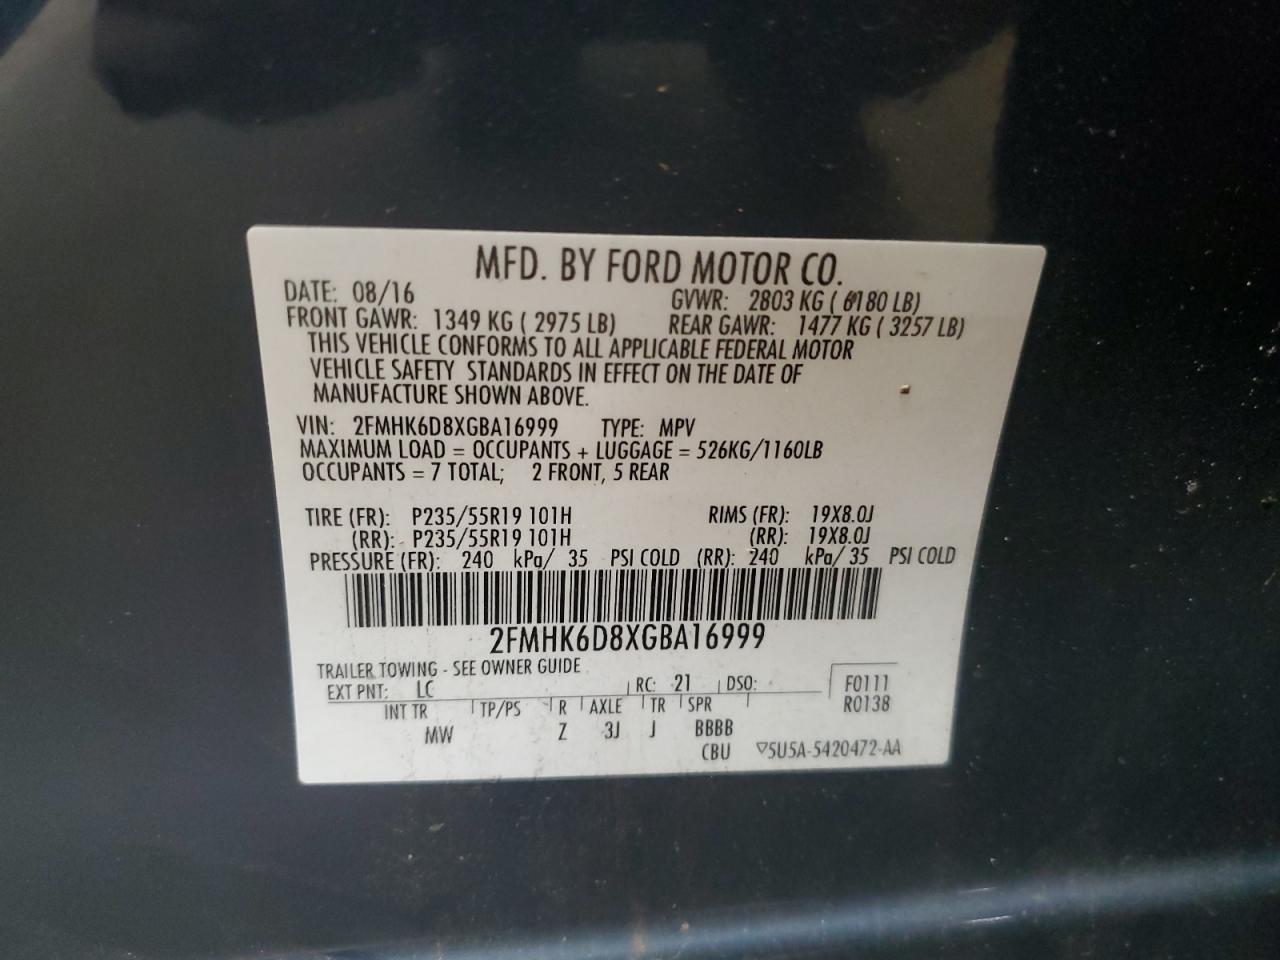 MFD. BY FORD MOTOR CO.
DATE: 08/16 GVWR: 2803 KG ( 6180 LB)
FRONT GAWR: 1349 KG ( 2975 LB) REAR GAWR: 1477 KG ( 3257 LB)
THIS VEHICLE CONFORMS TO ALL APPLICABLE FEDERAL MOTOR
VEHICLE SAFETY STANDARDS IN EFFECT ON THE DATE OF
MANUFACTURE SHOWN ABOVE.
VIN: 2FMHK6D8XGBA16999 TYPE: MPV
MAXIMUM LOAD = OCCUPANTS + LUGGAGE = 526KG/1160LB
OCCUPANTS = 7 TOTAL; 2 FRONT, 5 REAR
TIRE (FR): P235/55R19 101H RIMS (FR): 19X8.0J
(RR): P235/55R19 101H (RR): 19X8.0J
PRESSURE (FR): 240 kPa/ 35 PSI COLD (RR): 240 kPa/ 35 PSI COLD
2FMHK6D8XGBA16999
TRAILER TOWING - SEE OWNER GUIDE
EXT PNT: LC RC: 21 DSO: F0111
INT TR TP/PS R AXLE TR SPR R0138
MW Z 3J J BBBB
CBU ▽5U5A-5420472-AA